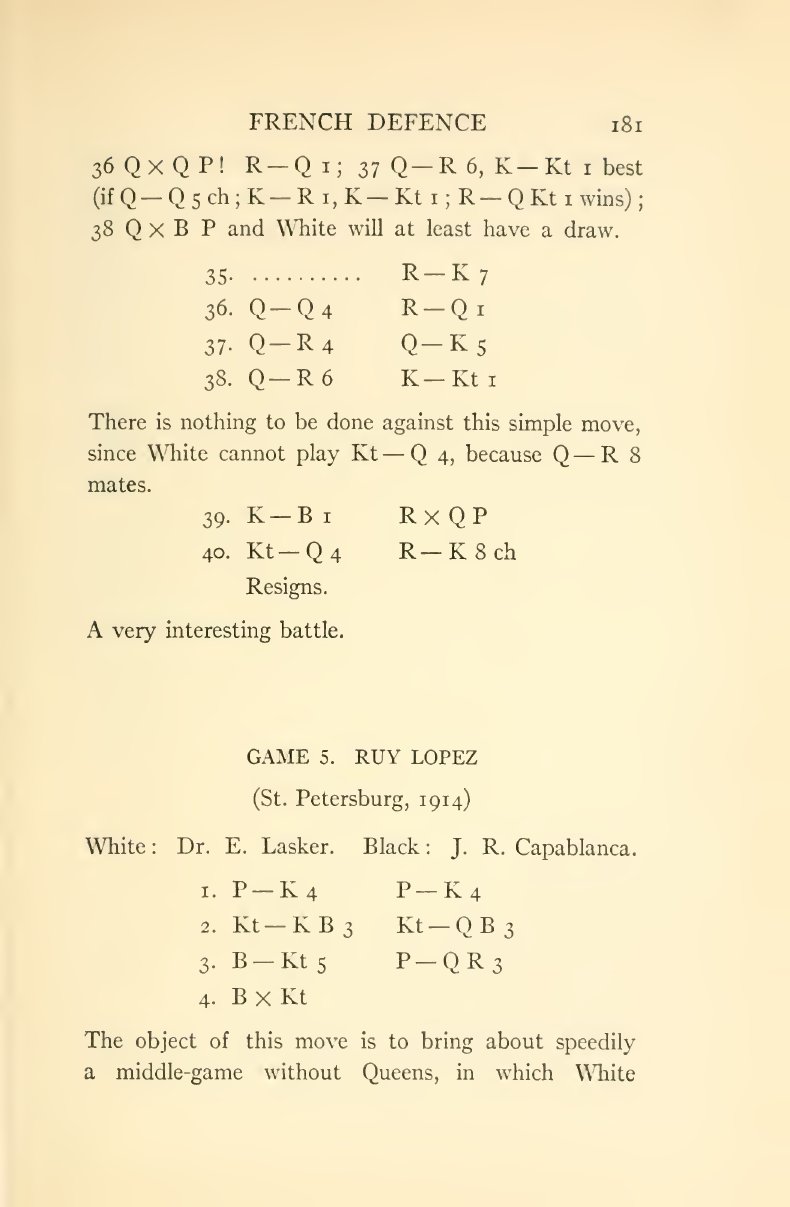 FRENCH DEFENCE 181
36 Q × Q P! R—Q 1; 37 Q—R 6, K—Kt 1 best
(if Q—Q 5 ch; K—R 1, K—Kt 1; R—Q Kt 1 wins);
38 Q × B P and White will at least have a draw.
35. .......... R—K 7
36. Q—Q 4 R—Q 1
37. Q—R 4 Q—K 5
38. Q—R 6 K—Kt 1
There is nothing to be done against this simple move,
since White cannot play Kt—Q 4, because Q—R 8
mates.
39. K—B 1 R × Q P
40. Kt—Q 4 R—K 8 ch
Resigns.
A very interesting battle.
GAME 5. RUY LOPEZ
(St. Petersburg, 1914)
White: Dr. E. Lasker. Black: J. R. Capablanca.
1. P—K 4 P—K 4
2. Kt—K B 3 Kt—Q B 3
3. B—Kt 5 P—Q R 3
4. B × Kt
The object of this move is to bring about speedily
a middle-game without Queens, in which White